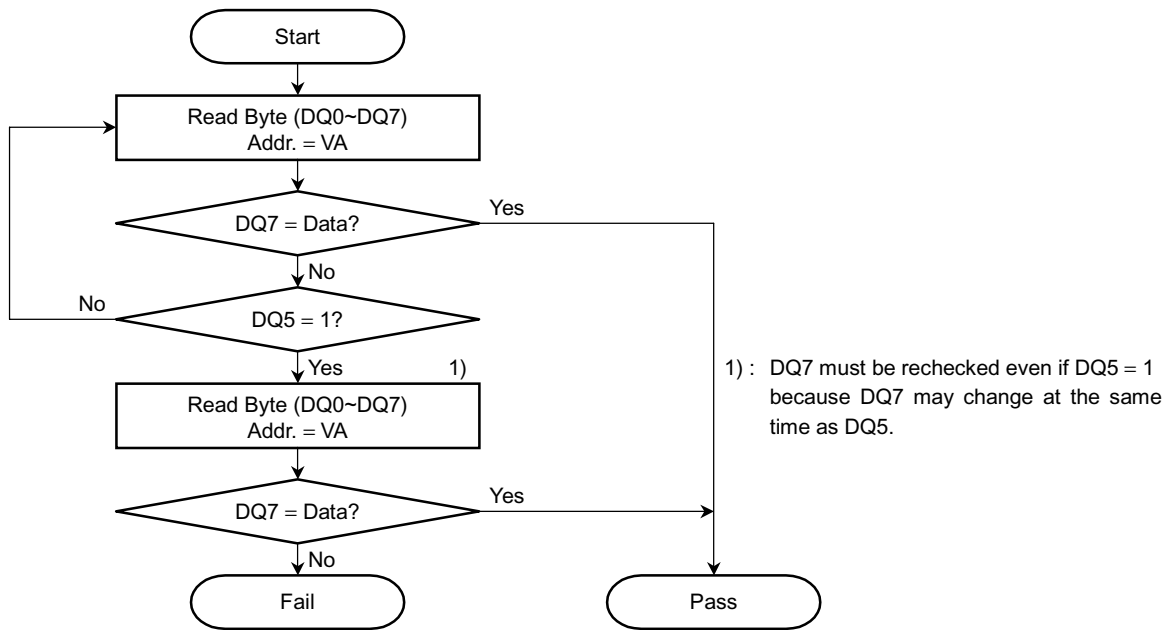 Start
Read Byte (DQ0~DQ7)
Addr. = VA
DQ7 = Data?
Yes
No
No
DQ5 = 1?
Yes
1)
1) : DQ7 must be rechecked even if DQ5 = 1
because DQ7 may change at the same
time as DQ5.
Read Byte (DQ0~DQ7)
Addr. = VA
DQ7 = Data?
Yes
No
Fail
Pass